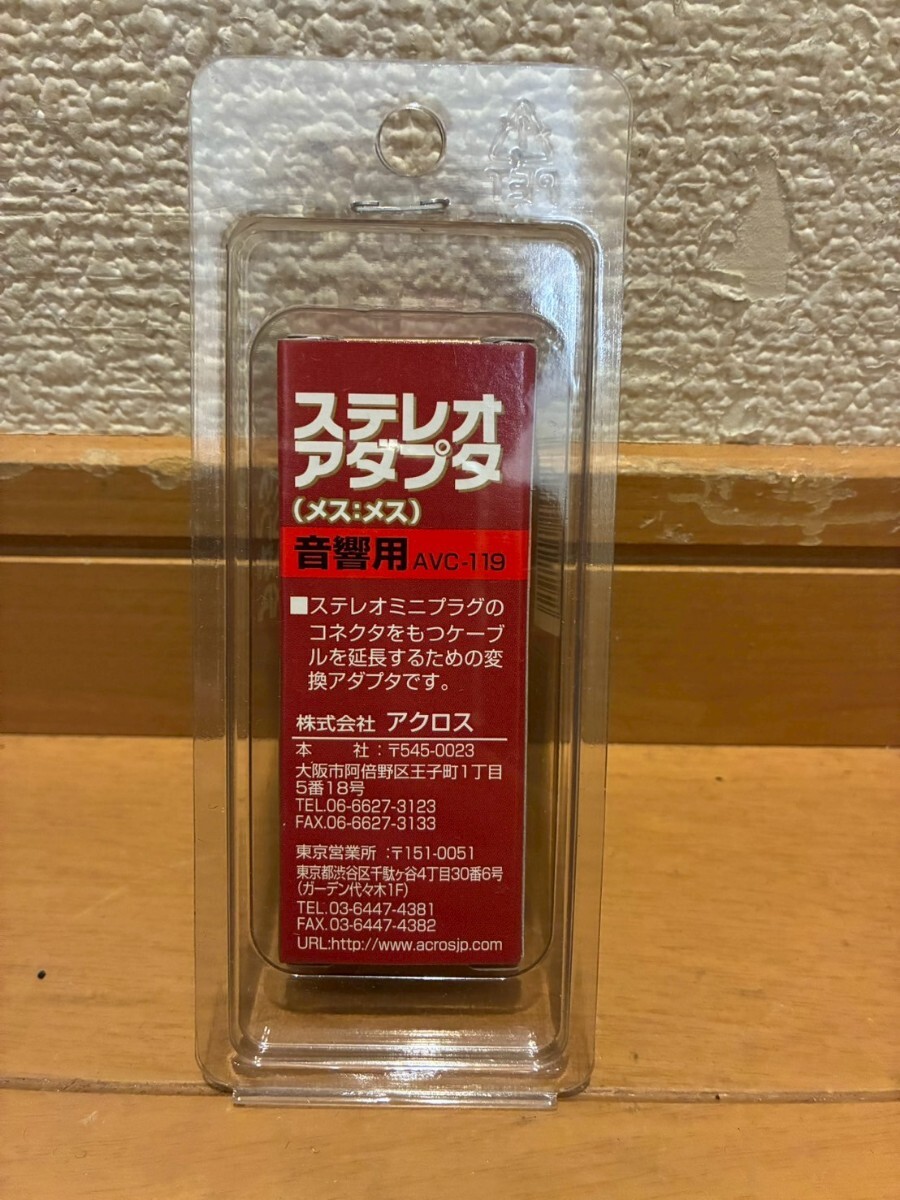 PET
ステレオ
アダプタ
(メス:メス)
音響用 AVC-119
■ステレオミニプラグの
コネクタをもつケーブ
ルを延長するための変
換アダプタです。
株式会社 アクロス
本 社:〒545-0023
大阪市阿倍野区王子町1丁目
5番18号
TEL.06-6627-3123
FAX.06-6627-3133
東京営業所 :〒151-0051
東京都渋谷区千駄ヶ谷4丁目30番6号
(ガーデン代々木1F)
TEL.03-6447-4381
FAX.03-6447-4382
URL:http://www.acrosjp.com